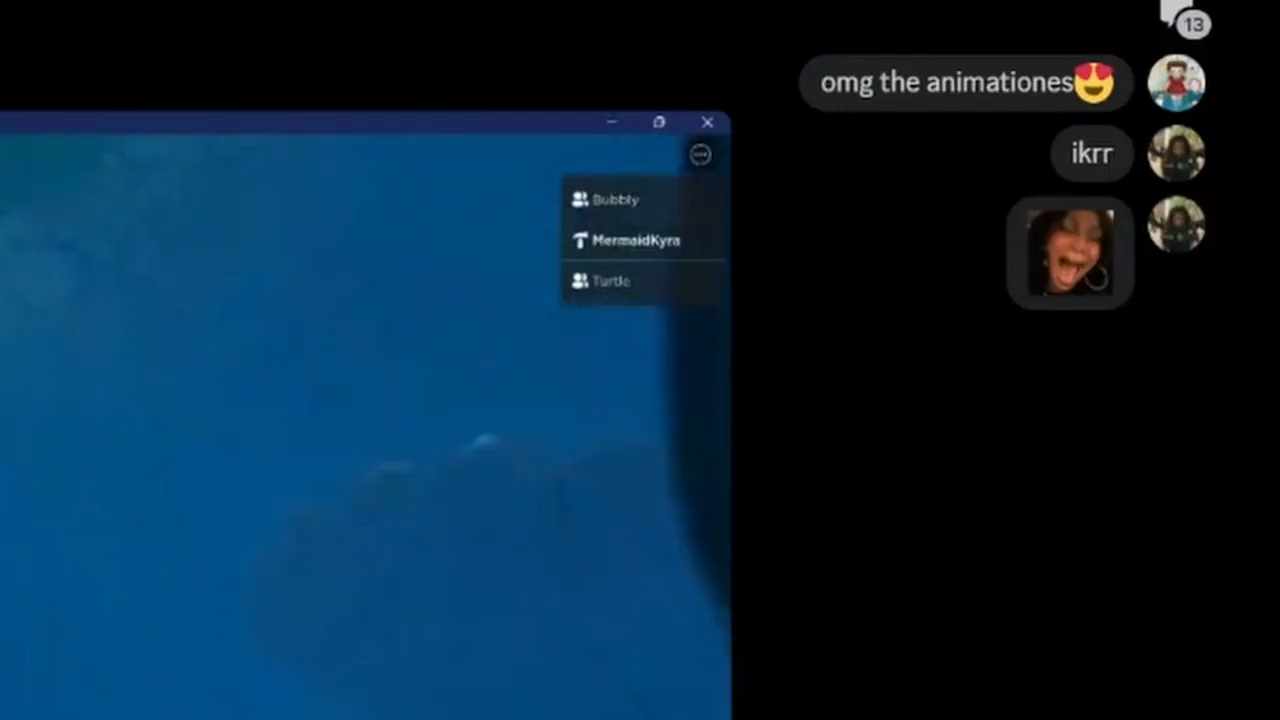 13
omg the animationes😍
ikrr
Bubbly
MermaidKyra
Turtle